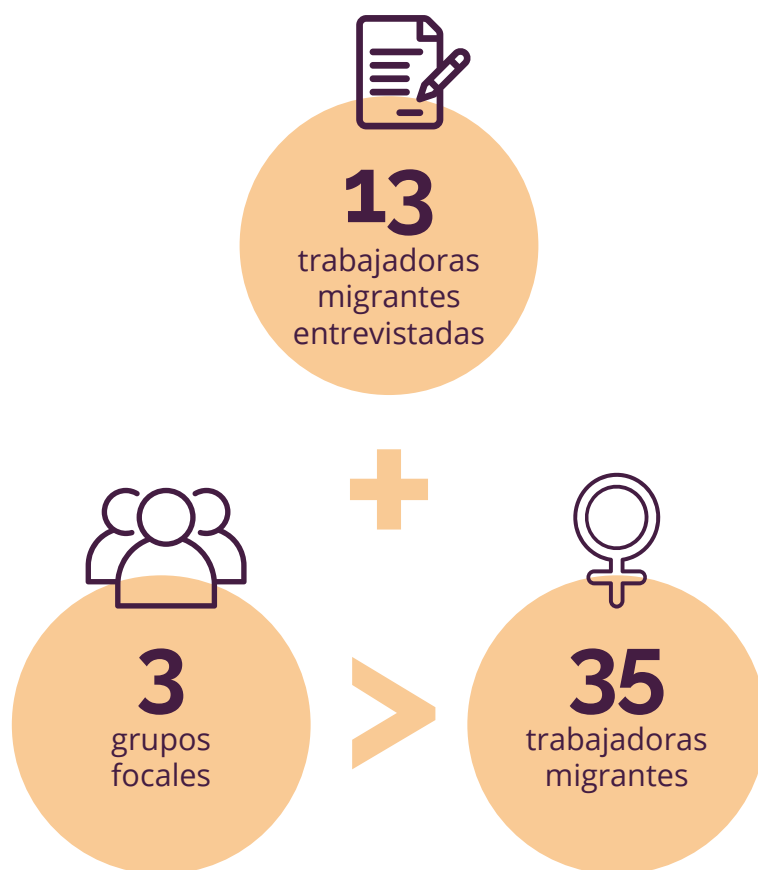 13
trabajadoras
migrantes
entrevistadas
+
3
grupos
focales
>
35
trabajadoras
migrantes